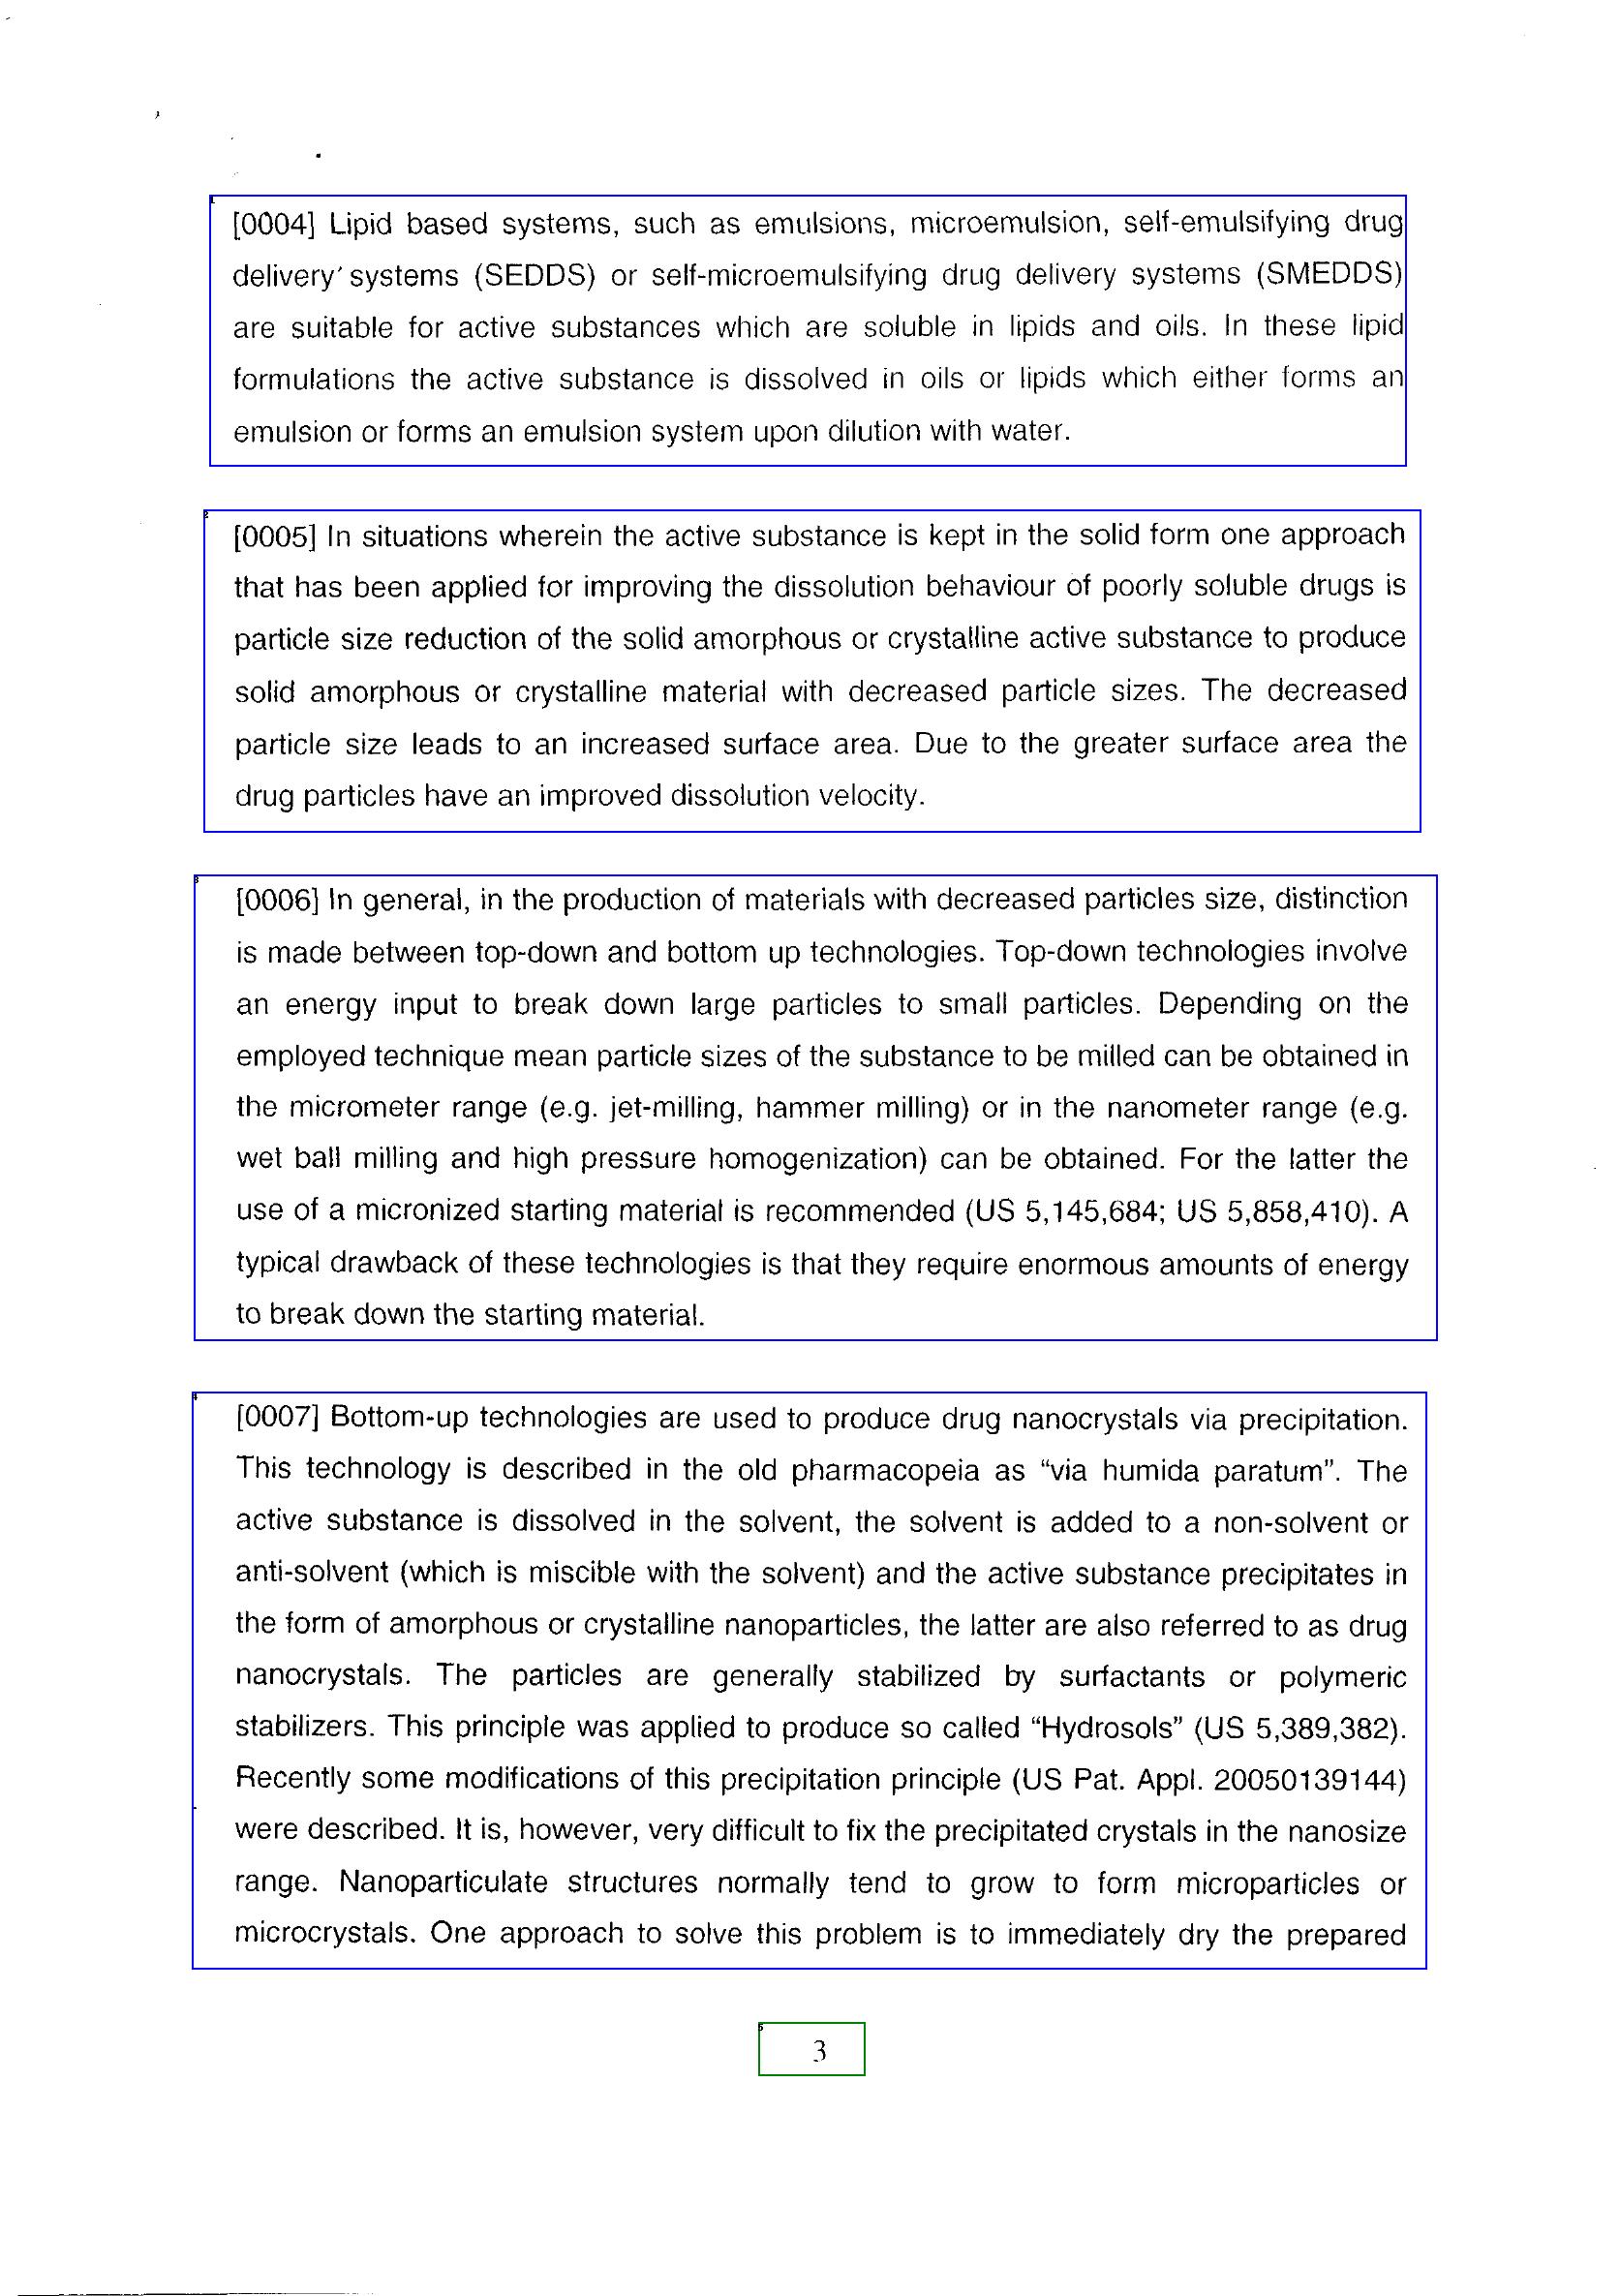 [0004] Lipid based systems, such as emulsions, microemulsion, self-emulsifying drug
delivery systems (SEDDS) or self-microemulsifying drug delivery systems (SMEDDS)
are suitable for active substances which are soluble in lipids and oils. In these lipid
formulations the active substance is dissolved in oils or lipids which either forms an
emulsion or forms an emulsion system upon dilution with water.
[0005] In situations wherein the active substance is kept in the solid form one approach
that has been applied for improving the dissolution behaviour of poorly soluble drugs is
particle size reduction of the solid amorphous or crystalline active substance to produce
solid amorphous or crystalline material with decreased particle sizes. The decreased
particle size leads to an increased surface area. Due to the greater surface area the
drug particles have an improved dissolution velocity.
[0006] In general, in the production of materials with decreased particles size, distinction
is made between top-down and bottom up technologies. Top-down technologies involve
an energy input to break down large particles to small particles. Depending on the
employed technique mean particle sizes of the substance to be milled can be obtained in
the micrometer range (e.g. jet-milling, hammer milling) or in the nanometer range (e.g.
wet ball milling and high pressure homogenization) can be obtained. For the latter the
use of a micronized starting material is recommended (US 5,145,684; US 5,858,410). A
typical drawback of these technologies is that they require enormous amounts of energy
to break down the starting material.
[0007] Bottom-up technologies are used to produce drug nanocrystals via precipitation.
This technology is described in the old pharmacopeia as “via humida paratum”. The
active substance is dissolved in the solvent, the solvent is added to a non-solvent or
anti-solvent (which is miscible with the solvent) and the active substance precipitates in
the form of amorphous or crystalline nanoparticles, the latter are also referred to as drug
nanocrystals. The particles are generally stabilized by surfactants or polymeric
stabilizers. This principle was applied to produce so called “Hydrosols” (US 5,389,382).
Recently some modifications of this precipitation principle (US Pat. Appl. 20050139144)
were described. It is, however, very difficult to fix the precipitated crystals in the nanosize
range. Nanoparticulate structures normally tend to grow to form microparticles or
microcrystals. One approach to solve this problem is to immediately dry the prepared
3